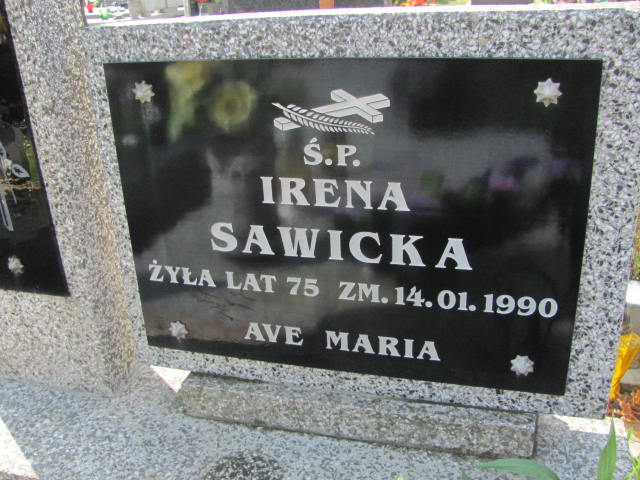 Ś.P.
IRENA
SAWICKA
ŻYŁA LAT 75 ZM. 14.01.1990
AVE MARIA